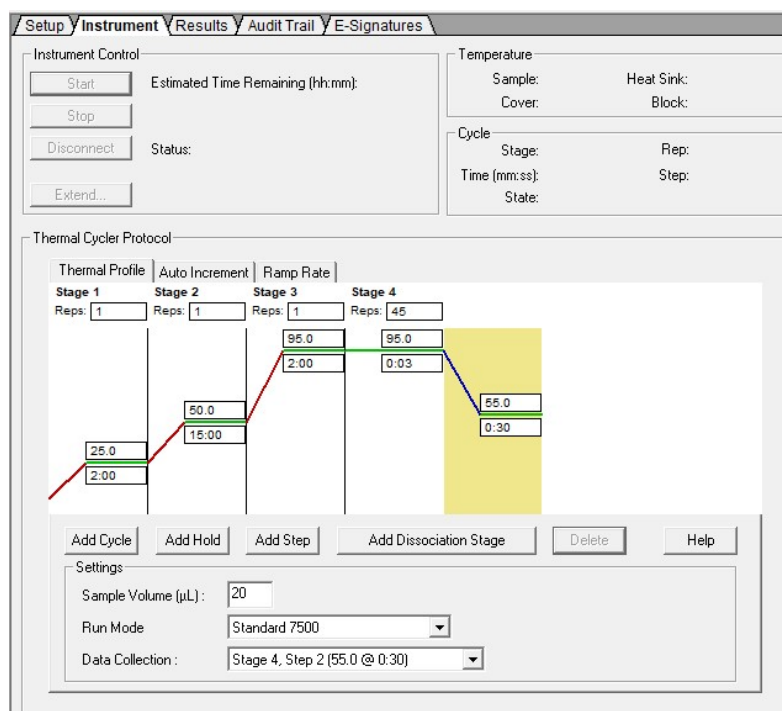 Setup Instrument Results Audit Trail E-Signatures
Instrument Control
Start Estimated Time Remaining (hh:mm):
Stop
Disconnect Status:
Extend...
Temperature
Sample: Heat Sink:
Cover: Block:
Cycle
Stage: Rep:
Time (mm:ss): Step:
State:
Thermal Cycler Protocol
Thermal Profile Auto Increment Ramp Rate
Stage 1 Stage 2 Stage 3 Stage 4
Reps: 1 Reps: 1 Reps: 1 Reps: 45
95.0 95.0
2:00 0:03
50.0 55.0
15:00 0:30
25.0
2:00
Add Cycle Add Hold Add Step Add Dissociation Stage Delete Help
Settings
Sample Volume (µL) : 20
Run Mode Standard 7500
Data Collection : Stage 4, Step 2 (55.0 @ 0:30)